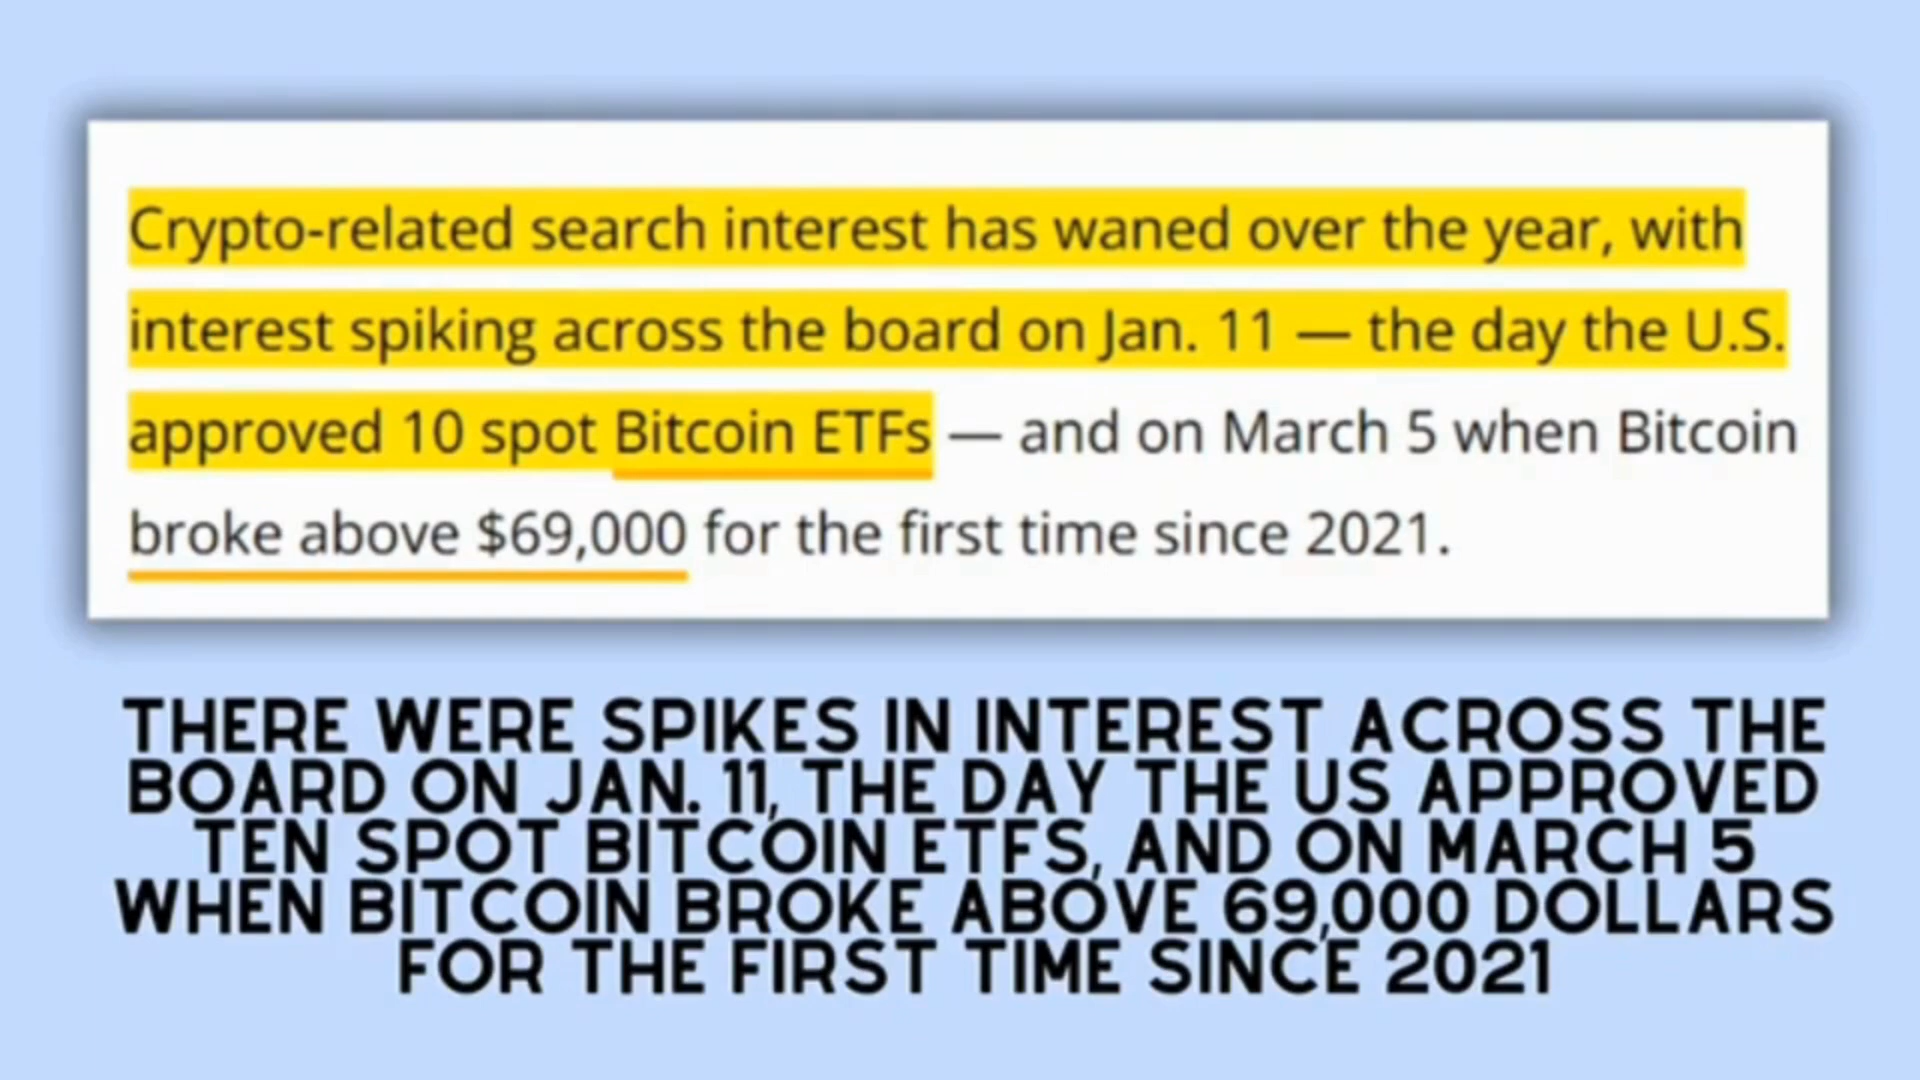 Crypto-related search interest has waned over the year, with
interest spiking across the board on Jan. 11 — the day the U.S.
approved 10 spot Bitcoin ETFs — and on March 5 when Bitcoin
broke above $69,000 for the first time since 2021.
THERE WERE SPIKES IN INTEREST ACROSS THE
BOARD ON JAN. 11, THE DAY THE US APPROVED
TEN SPOT BITCOIN ETFS, AND ON MARCH 5
WHEN BITCOIN BROKE ABOVE 69,000 DOLLARS
FOR THE FIRST TIME SINCE 2021